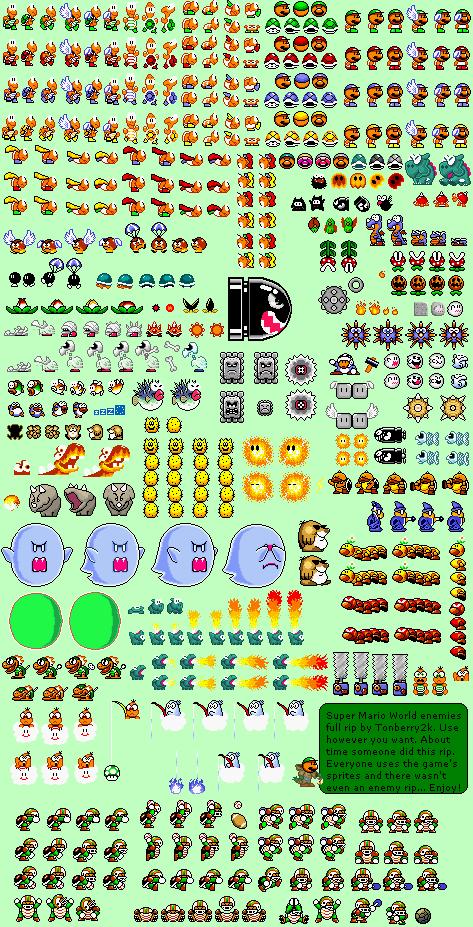 Super Mario World enemies
full rip by Tonberry2k. Use
however you want. About
time someone did this rip.
Everyone uses the game's
sprites and there wasn't
even an enemy rip... Enjoy!